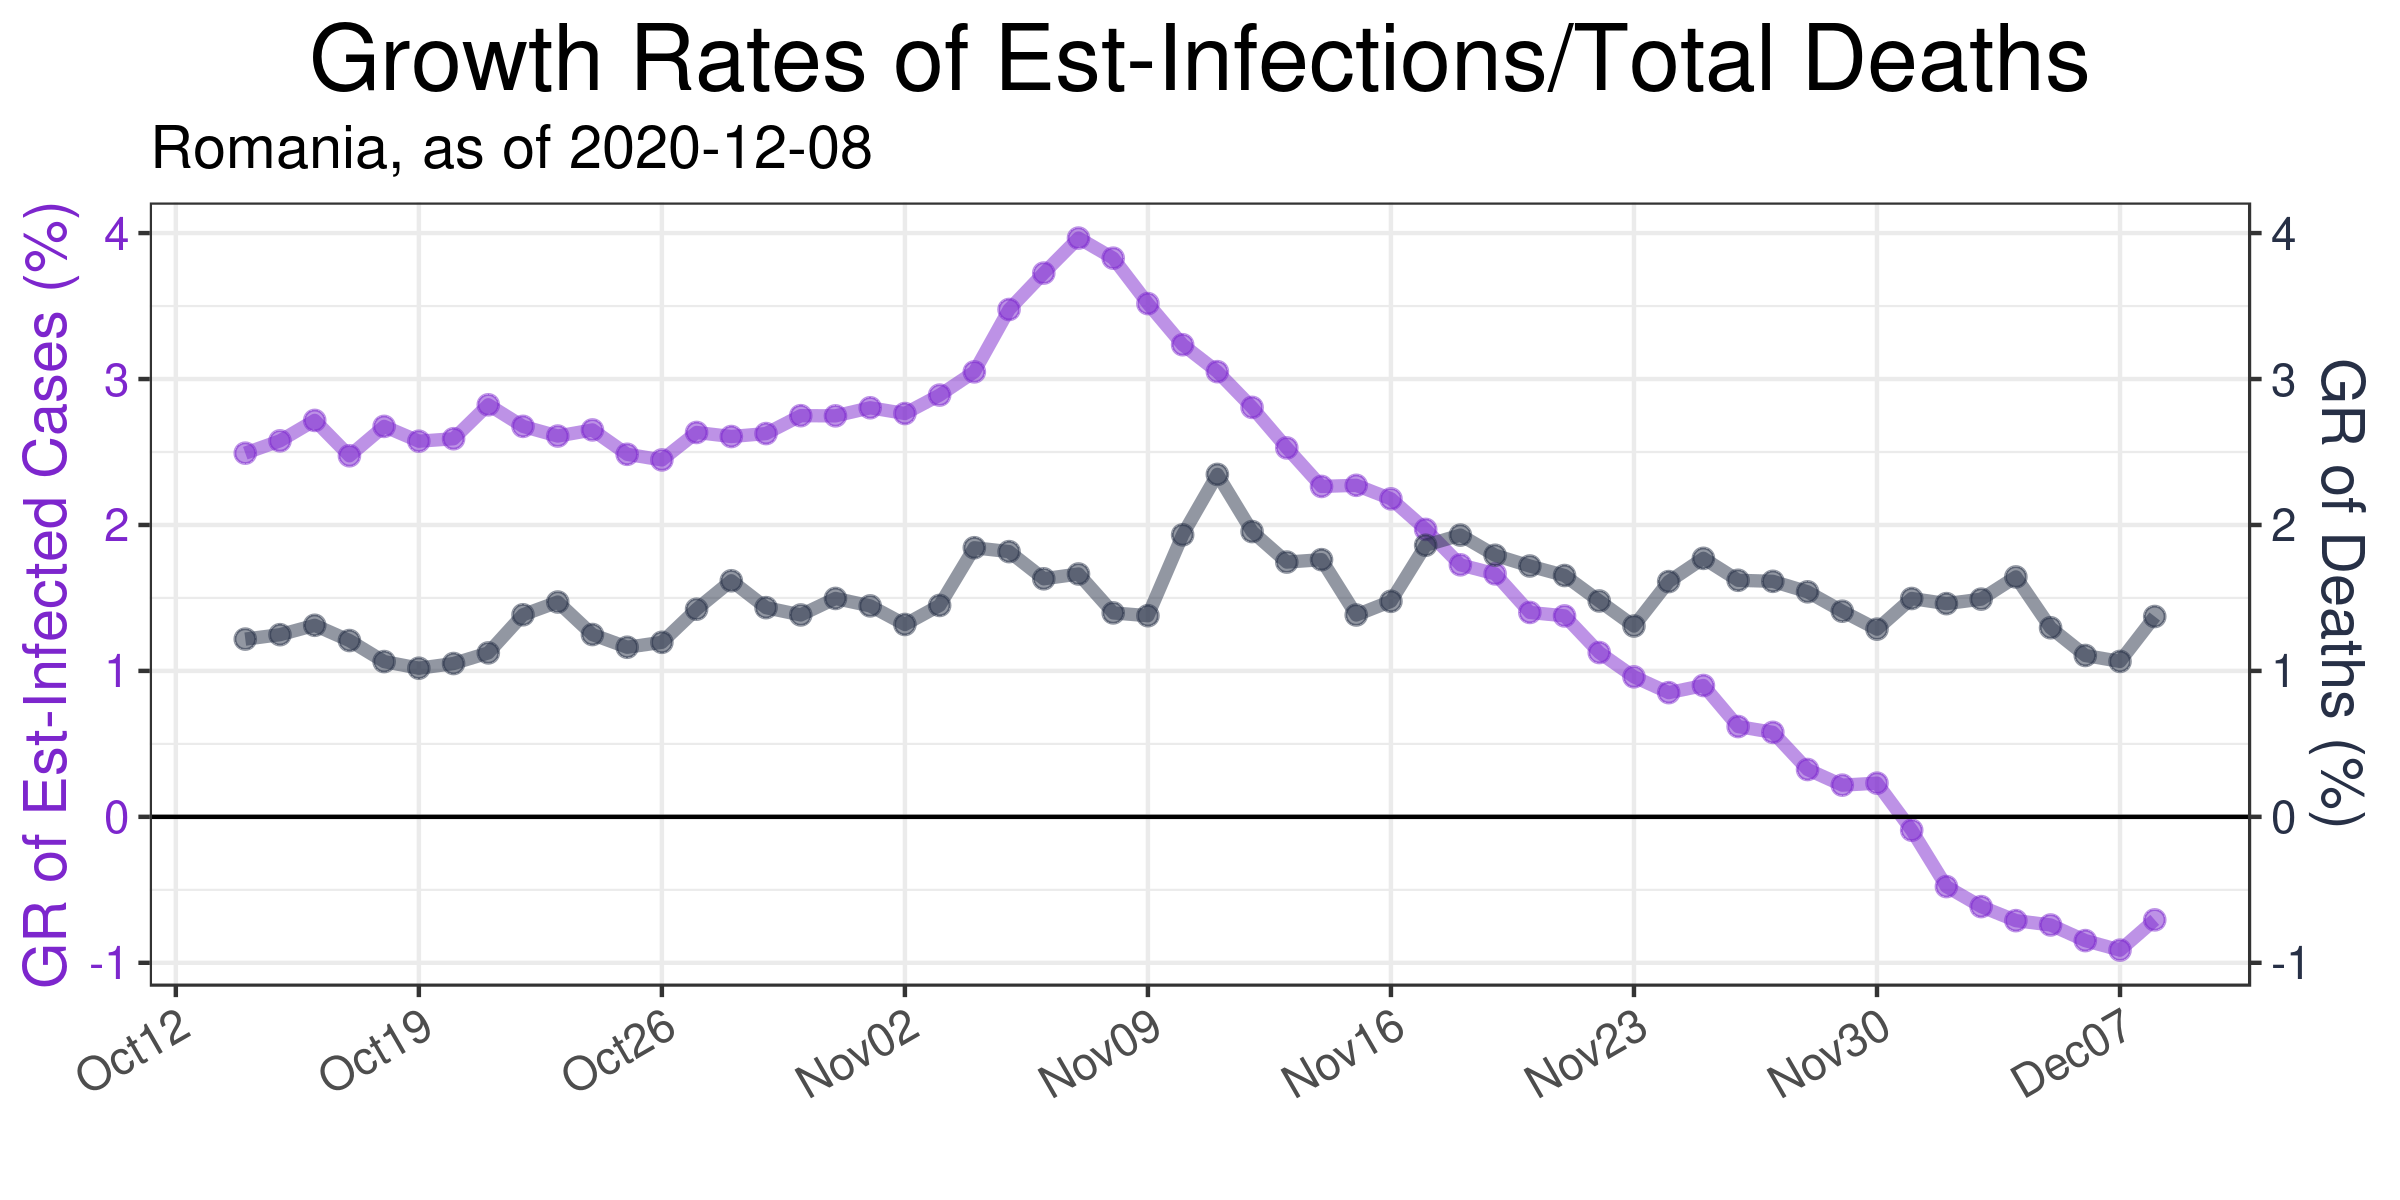 Growth Rates of Est-Infections/Total Deaths
Romania, as of 2020-12-08
GR of Est-Infected Cases (%)
4
3
2
1
0
-1
4
3
2
1
0
-1
GR of Deaths (%)
Oct12
Oct19
Oct26
Nov02
Nov09
Nov16
Nov23
Nov30
Dec07